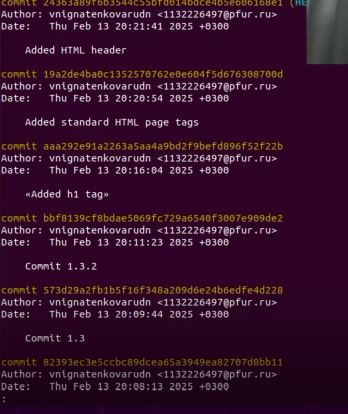 commit 24363a89f6b3544c55bfd014bdce4b5e606168e1 (HE
Author: vnignatenkovarudn <1132226497@pfur.ru>
Date: Thu Feb 13 20:21:41 2025 +0300
Added HTML header
commit 19a2de4ba0c1352570762e0e604f5d676308700d
Author: vnignatenkovarudn <1132226497@pfur.ru>
Date: Thu Feb 13 20:20:54 2025 +0300
Added standard HTML page tags
commit aaa292e91a2263a5aa4a9bd2f9befd896f52f22b
Author: vnignatenkovarudn <1132226497@pfur.ru>
Date: Thu Feb 13 20:16:04 2025 +0300
«Added h1 tag»
commit bbf8139cf8bdae5069fc729a6540f3007e909de2
Author: vnignatenkovarudn <1132226497@pfur.ru>
Date: Thu Feb 13 20:11:23 2025 +0300
Commit 1.3.2
commit 573d29a2fb1b5f16f348a209d6e24b6edfe4d228
Author: vnignatenkovarudn <1132226497@pfur.ru>
Date: Thu Feb 13 20:09:44 2025 +0300
Commit 1.3
commit 82393ec3e5ccbc89dcea65a3949ea82707d8bb11
Author: vnignatenkovarudn <1132226497@pfur.ru>
Date: Thu Feb 13 20:08:13 2025 +0300
: